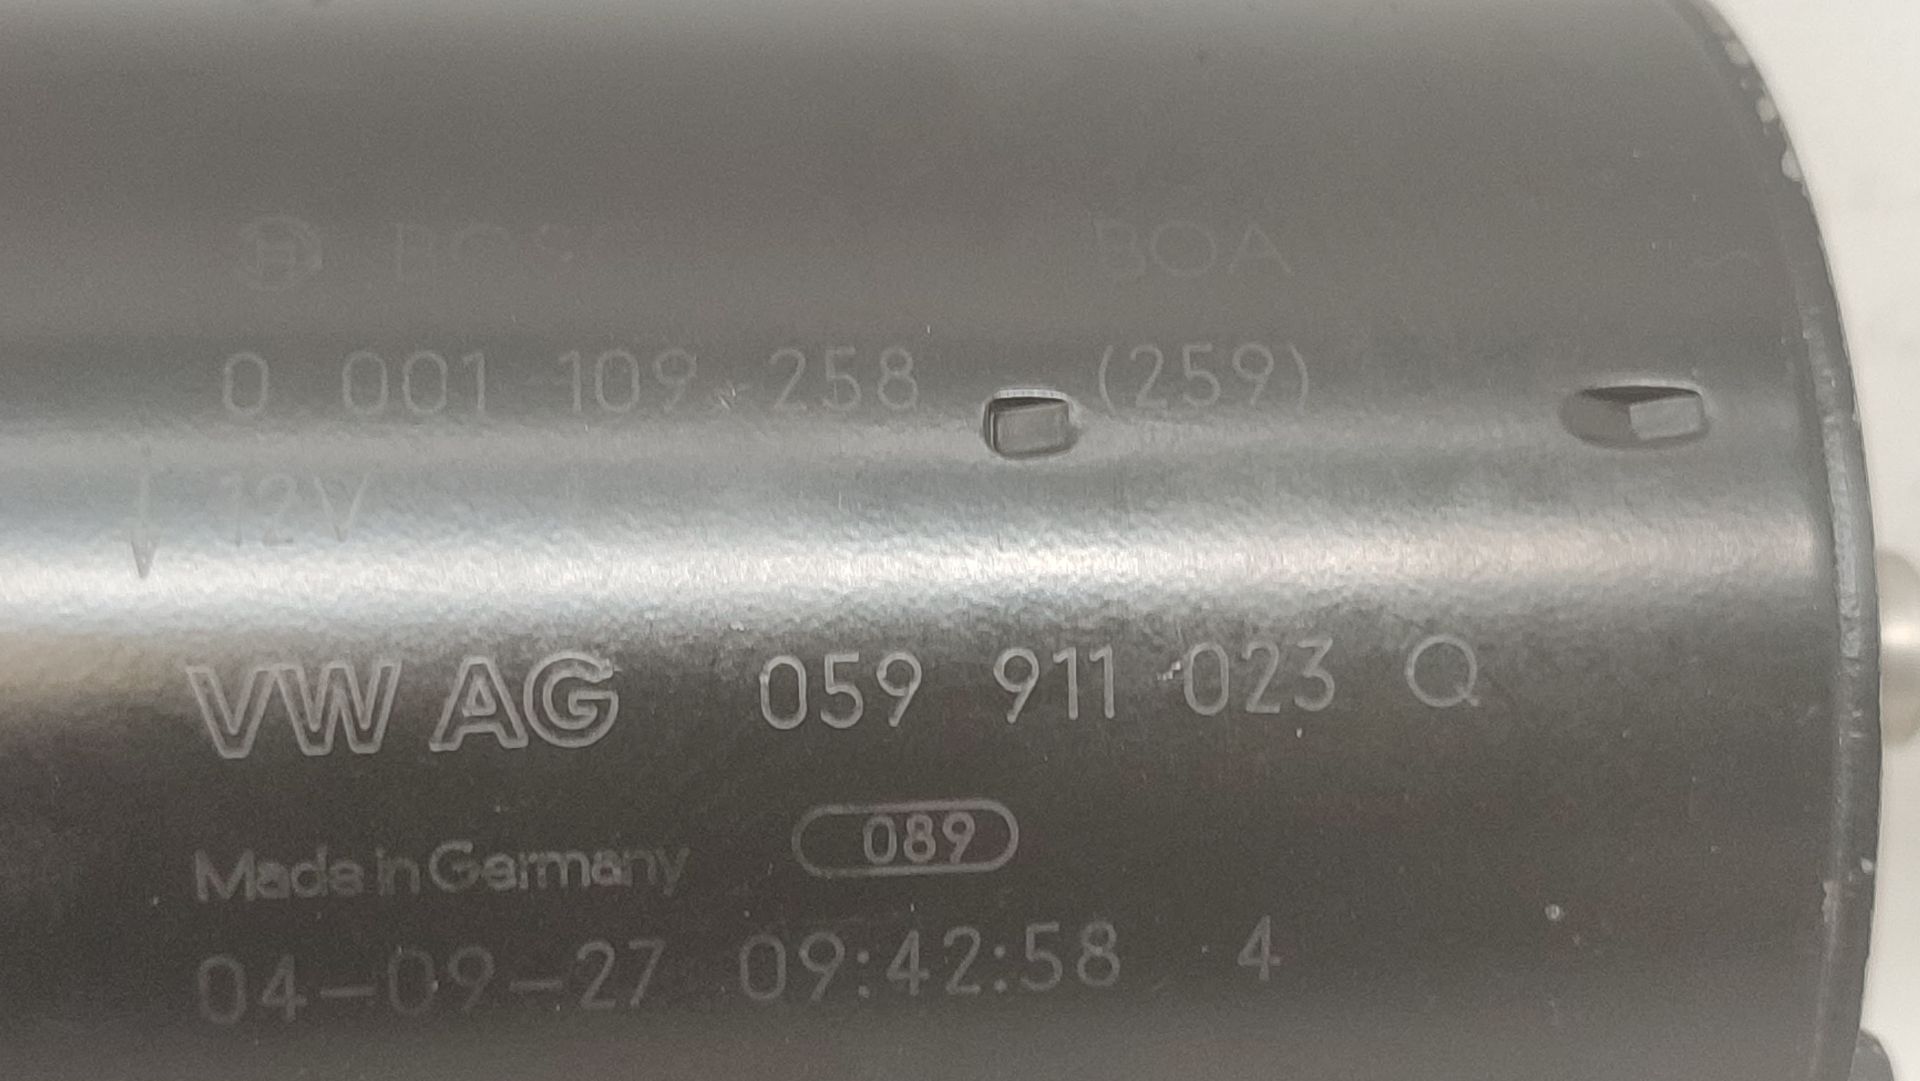 BOSCH BOA
0 001 109 258 (259)
12V
VW AG 059 911 023 Q
Made in Germany 089
04-09-27 09:42:58 4